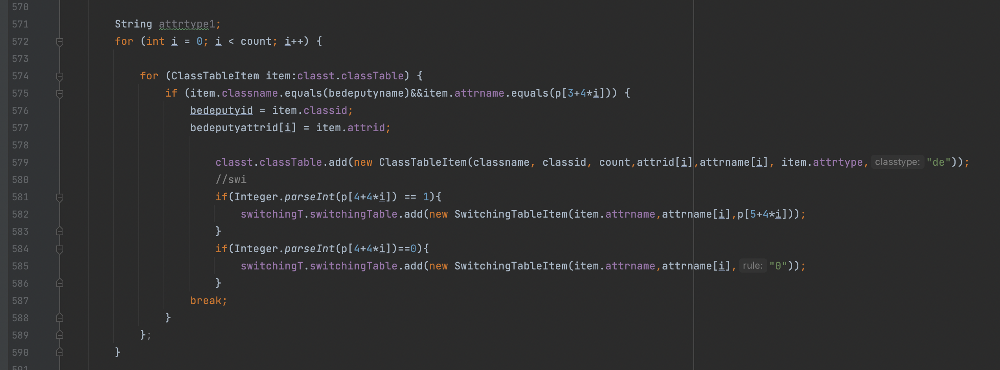 570
571 String attrtype1;
572 for (int i = 0; i < count; i++) {
573
574 for (ClassTableItem item:classt.classTable) {
575 if (item.classname.equals(bedeputyname)&&item.attrname.equals(p[3+4*i])) {
576 bedeputyid = item.classid;
577 bedeputyattrid[i] = item.attrid;
578
579 classt.classTable.add(new ClassTableItem(classname, classid, count,attrid[i],attrname[i], item.attrtype, classtype: "de"));
580 //swi
581 if(Integer.parseInt(p[4+4*i]) == 1){
582 switchingT.switchingTable.add(new SwitchingTableItem(item.attrname,attrname[i],p[5+4*i]));
583 }
584 if(Integer.parseInt(p[4+4*i])==0){
585 switchingT.switchingTable.add(new SwitchingTableItem(item.attrname,attrname[i], rule: "0"));
586 }
587 break;
588 }
589 };
590 }
591